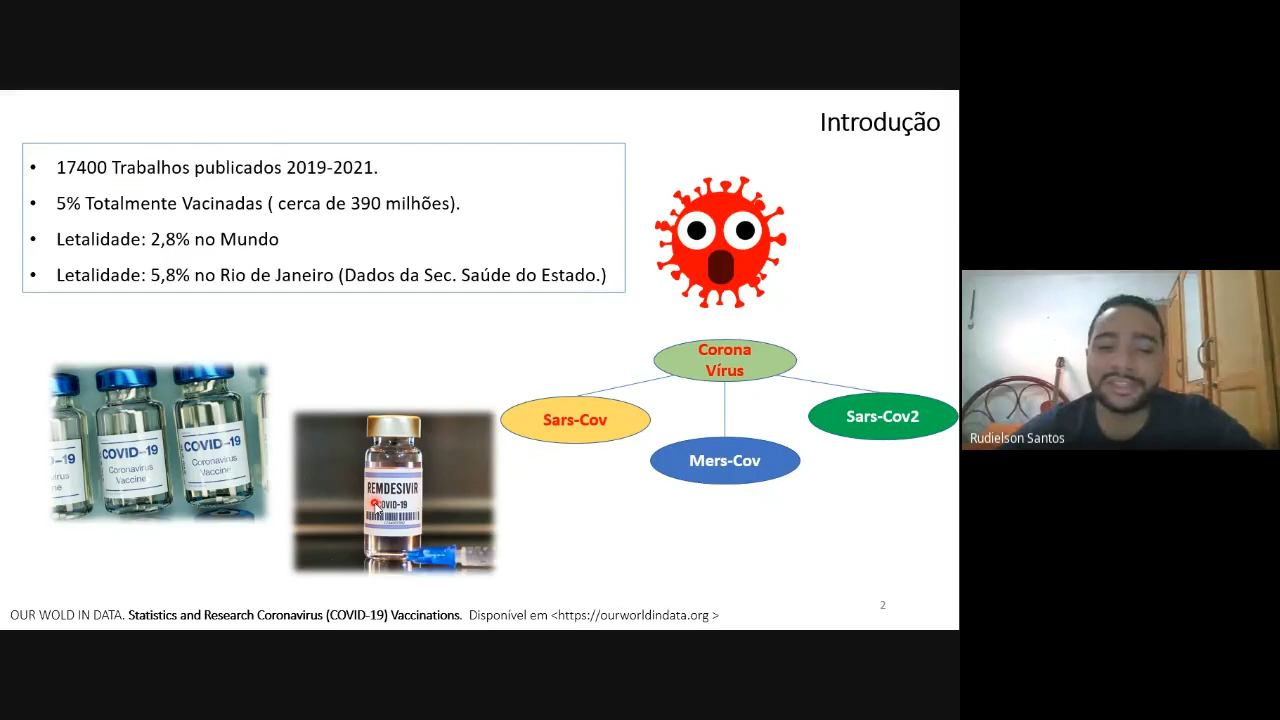 Introdução
• 17400 Trabalhos publicados 2019-2021.
• 5% Totalmente Vacinadas ( cerca de 390 milhões).
• Letalidade: 2,8% no Mundo
• Letalidade: 5,8% no Rio de Janeiro (Dados da Sec. Saúde do Estado.)
Corona
Vírus
Sars-Cov
Sars-Cov2
Mers-Cov
COVID-19
Coronavirus
Vaccine
COVID-19
Coronavirus
Vaccine
REMDESIVIR
COVID-19
Rudielson Santos
2
OUR WOLD IN DATA. Statistics and Research Coronavirus (COVID-19) Vaccinations. Disponível em <https://ourworldindata.org >